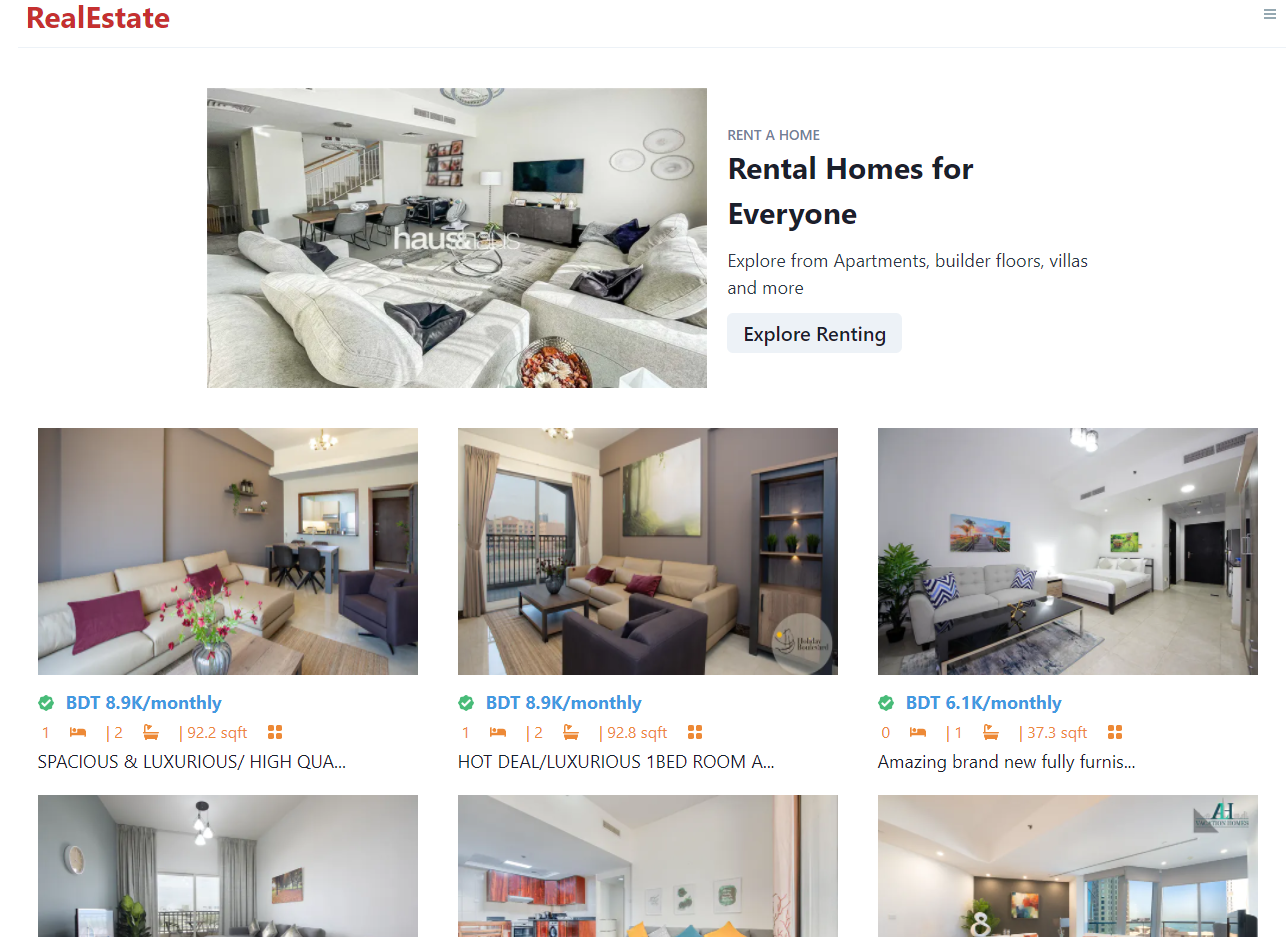 RealEstate
haus&haus
RENT A HOME
Rental Homes for
Everyone
Explore from Apartments, builder floors, villas
and more
Explore Renting
Holiday
Boulevard
BDT 8.9K/monthly
1 | 2 | 92.2 sqft
SPACIOUS & LUXURIOUS/ HIGH QUA...
BDT 8.9K/monthly
1 | 2 | 92.8 sqft
HOT DEAL/LUXURIOUS 1BED ROOM A...
BDT 6.1K/monthly
0 | 1 | 37.3 sqft
Amazing brand new fully furnis...
AH
VACATION HOMES
8